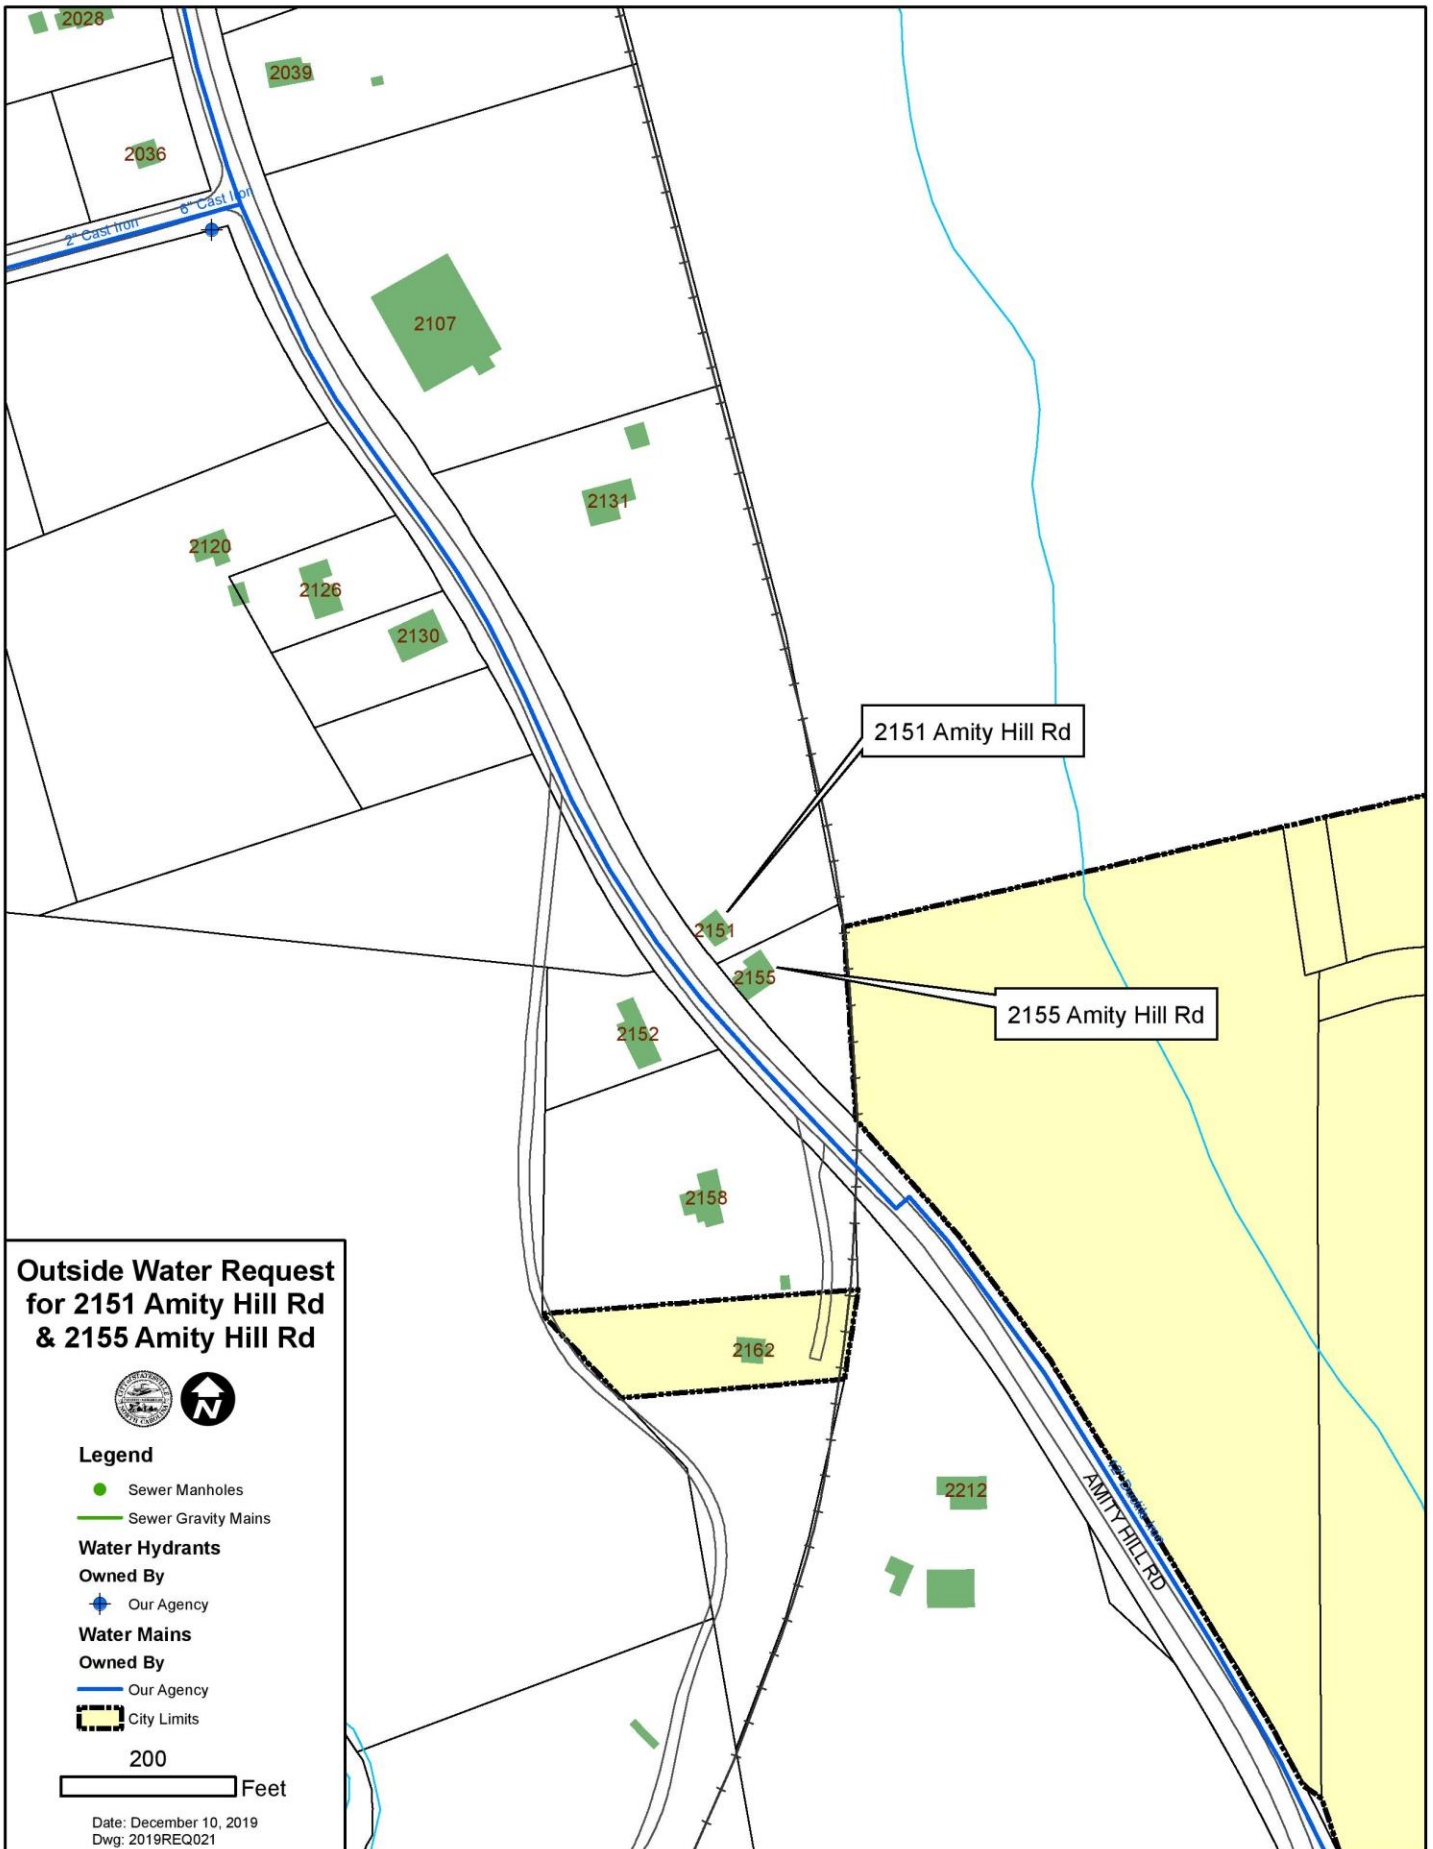 2028
2039
2036
6" Cast Iron
2" Cast Iron
2107
2131
2120
2126
2130
2151 Amity Hill Rd
2151
2155
2155 Amity Hill Rd
2152
2158
2162
2212
AMITY HILL RD
Outside Water Request
for 2151 Amity Hill Rd
& 2155 Amity Hill Rd
N
Legend
Sewer Manholes
Sewer Gravity Mains
Water Hydrants
Owned By
Our Agency
Water Mains
Owned By
Our Agency
City Limits
200
Feet
Date: December 10, 2019
Dwg: 2019REQ021